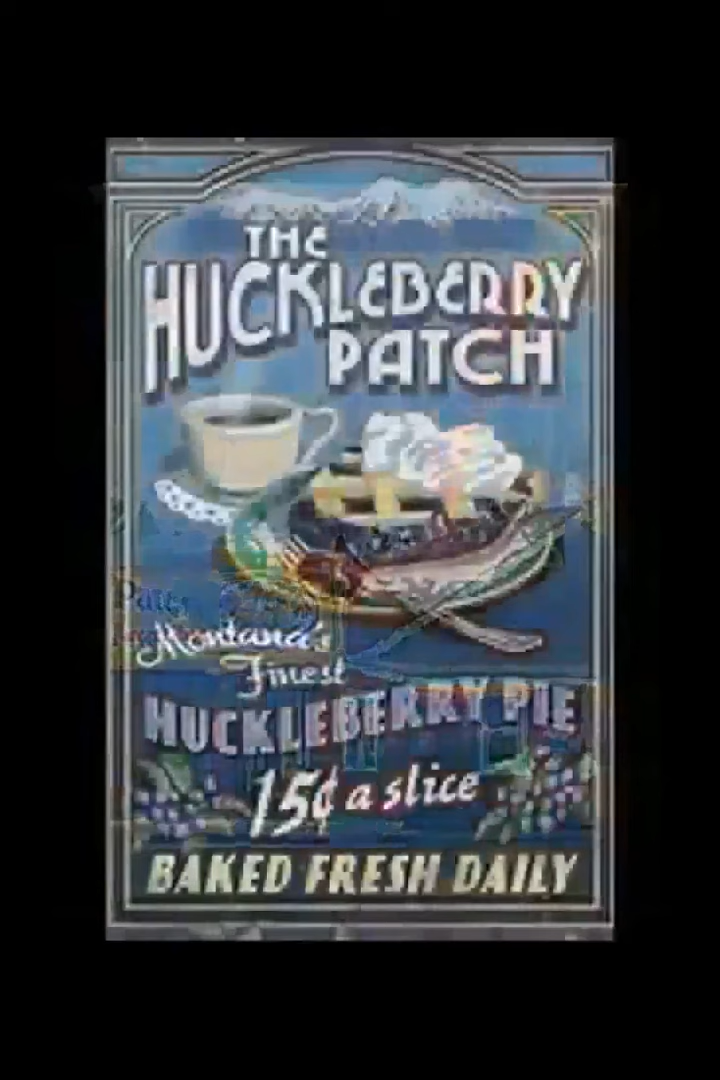 THE
HUCKLEBERRY
PATCH
Montana's
Finest
HUCKLEBERRY PIE
15¢ a slice
BAKED FRESH DAILY